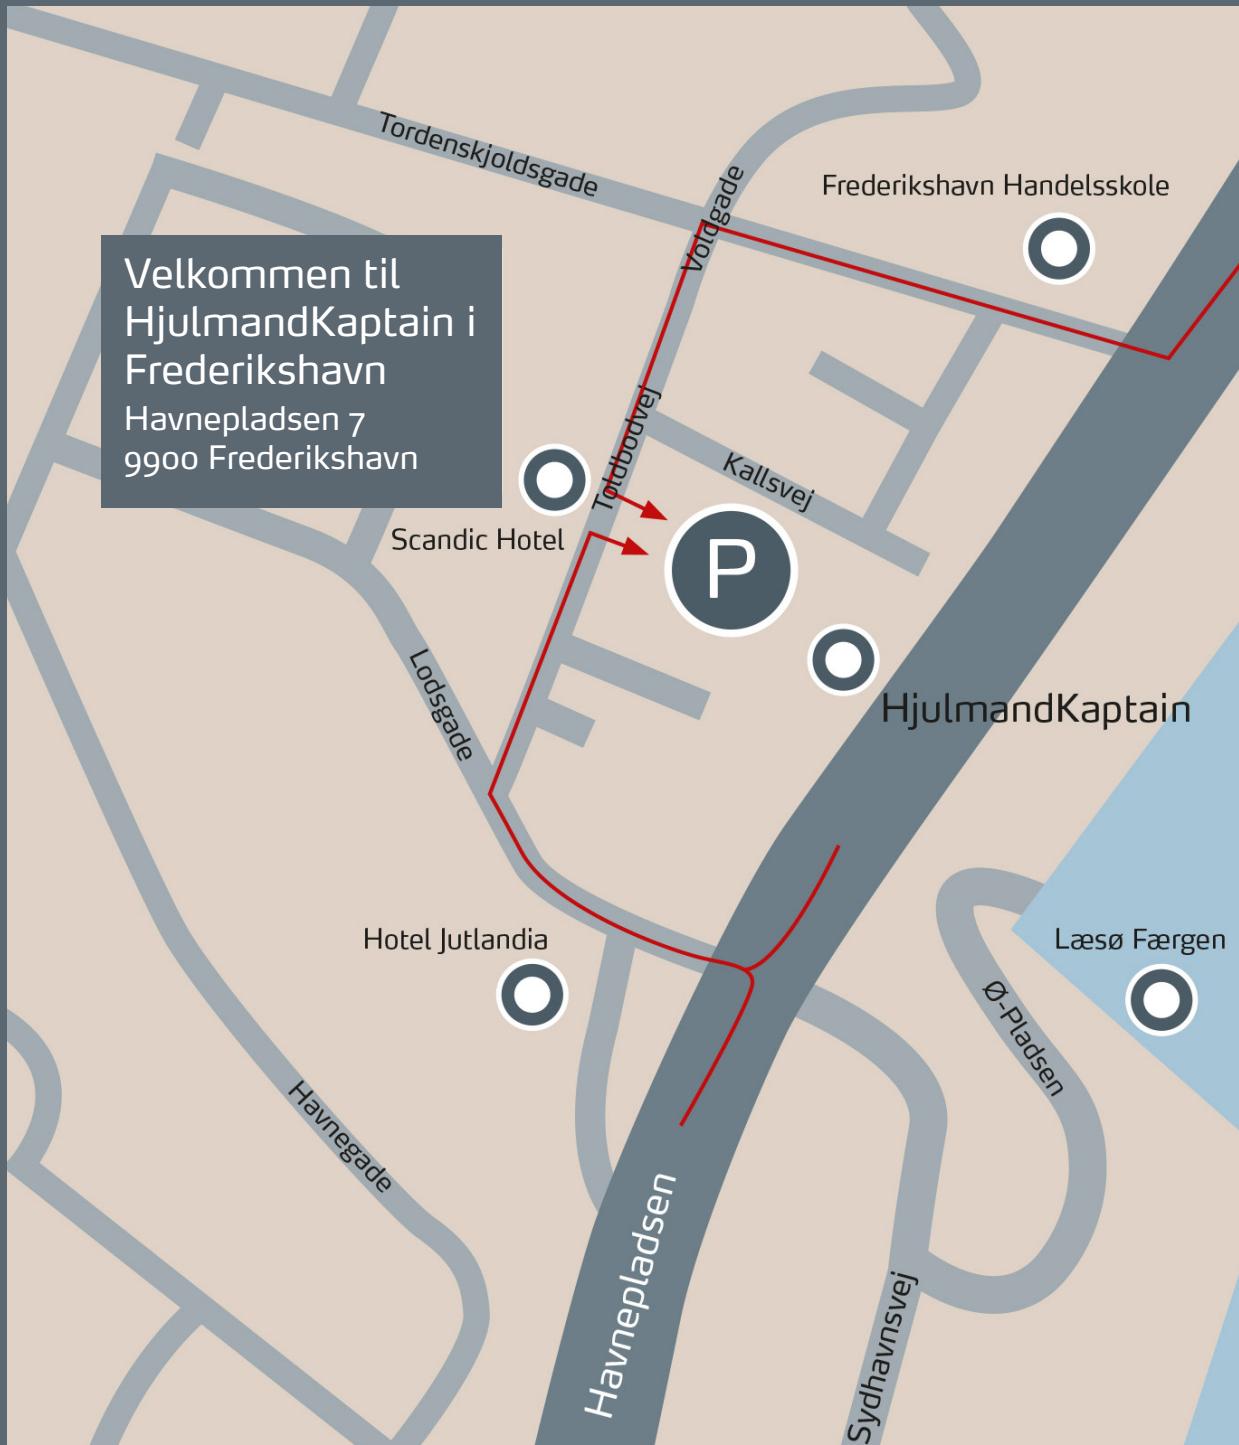 Tordenskjoldsgade
Voldgade
Frederikshavn Handelsskole
Velkommen til
HjulmandKaptain i
Frederikshavn
Havnepladsen 7
9900 Frederikshavn
Toldbodvej
Kallsvej
Scandic Hotel
P
Lodsgade
HjulmandKaptain
Hotel Jutlandia
Læsø Færgen
Ø-Pladsen
Havnegade
Havnepladsen
Sydhavnsvej